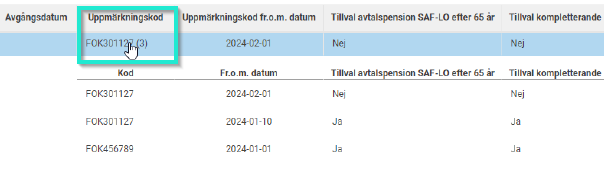 Avgångsdatum Uppmärkningskod Uppmärkningskod fr.o.m. datum Tillval avtalspension SAF-LO efter 65 år Tillval kompletterande
FOK301127 (3) 2024-02-01 Nej Nej
Kod Fr.o.m. datum Tillval avtalspension SAF-LO efter 65 år Tillval kompletterande
FOK301127 2024-02-01 Nej Nej
FOK301127 2024-01-10 Ja Ja
FOK456789 2024-01-01 Ja Ja